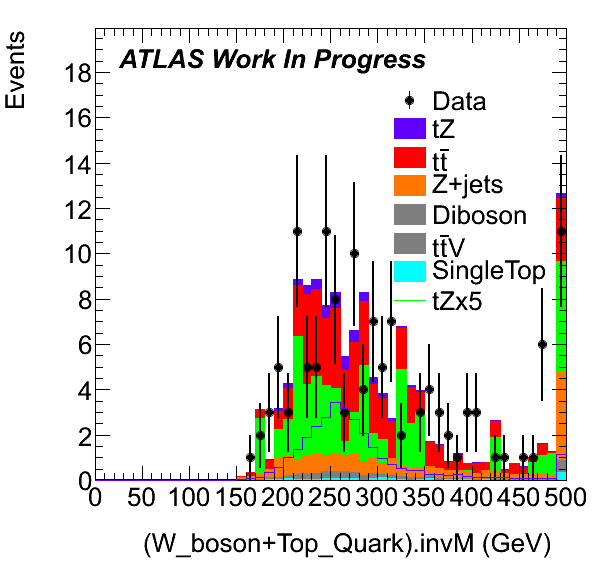 Events
ATLAS Work In Progress
Data
tZ
tt̄
Z+jets
Diboson
tt̄V
SingleTop
tZx5
18
16
14
12
10
8
6
4
2
0
0 50 100 150 200 250 300 350 400 450 500
(W_boson+Top_Quark).invM (GeV)